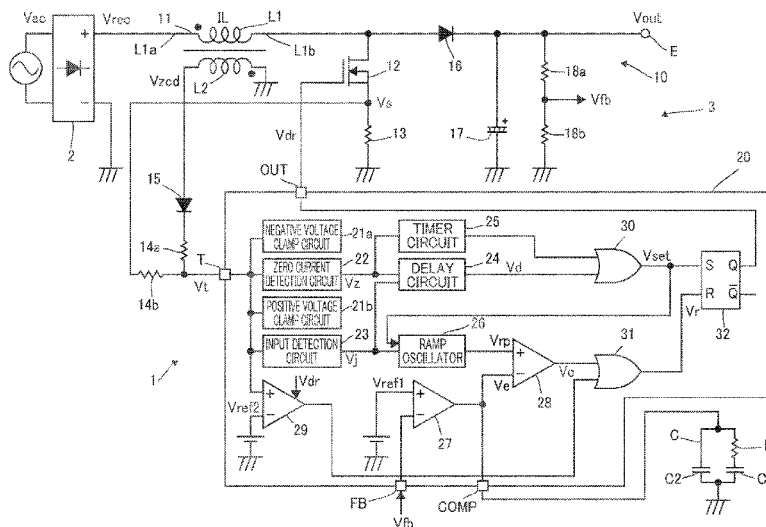 Vac
Vrec
11
IL
L1
L1a
L1b
Vzcd
L2
2
12
Vs
13
Vdr
16
17
18a
Vfb
18b
Vout
E
10
3
OUT
20
15
14a
14b
Vt
T
1
NEGATIVE VOLTAGE
CLAMP CIRCUIT
21a
ZERO CURRENT
DETECTION CIRCUIT
22
Vz
POSITIVE VOLTAGE
CLAMP CIRCUIT
21b
INPUT DETECTION
CIRCUIT
23
Vj
TIMER
CIRCUIT
25
DELAY
CIRCUIT
24
Vd
RAMP
OSCILLATOR
26
Vrp
30
Vset
S Q
R Q
32
Vr
31
Ve
Vc
28
Vdr
Vref2
29
Vref1
27
FB
Vfb
COMP
C
C2
C